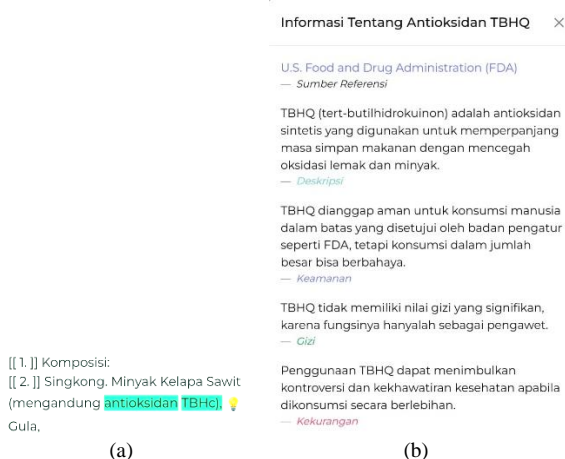 [[ 1. ]] Komposisi:
[[ 2. ]] Singkong. Minyak Kelapa Sawit
(mengandung antioksidan TBHc). 💡
Gula,
(a)
Informasi Tentang Antioksidan TBHQ ×
U.S. Food and Drug Administration (FDA)
— Sumber Referensi
TBHQ (tert-butilhidrokuinon) adalah antioksidan
sintetis yang digunakan untuk memperpanjang
masa simpan makanan dengan mencegah
oksidasi lemak dan minyak.
— Deskripsi
TBHQ dianggap aman untuk konsumsi manusia
dalam batas yang disetujui oleh badan pengatur
seperti FDA, tetapi konsumsi dalam jumlah
besar bisa berbahaya.
— Keamanan
TBHQ tidak memiliki nilai gizi yang signifikan,
karena fungsinya hanyalah sebagai pengawet.
— Gizi
Penggunaan TBHQ dapat menimbulkan
kontroversi dan kekhawatiran kesehatan apabila
dikonsumsi secara berlebihan.
— Kekurangan
(b)